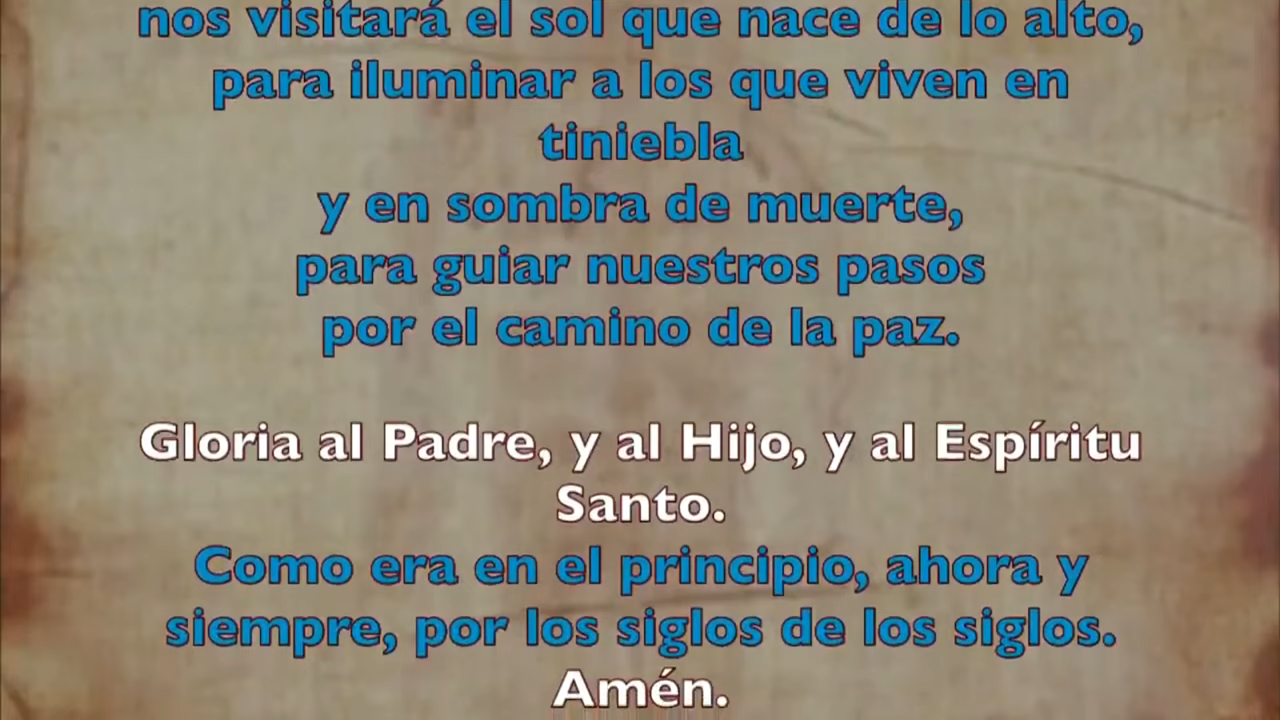 nos visitará el sol que nace de lo alto,
para iluminar a los que viven en
tiniebla
y en sombra de muerte,
para guiar nuestros pasos
por el camino de la paz.
Gloria al Padre, y al Hijo, y al Espíritu
Santo.
Como era en el principio, ahora y
siempre, por los siglos de los siglos.
Amén.